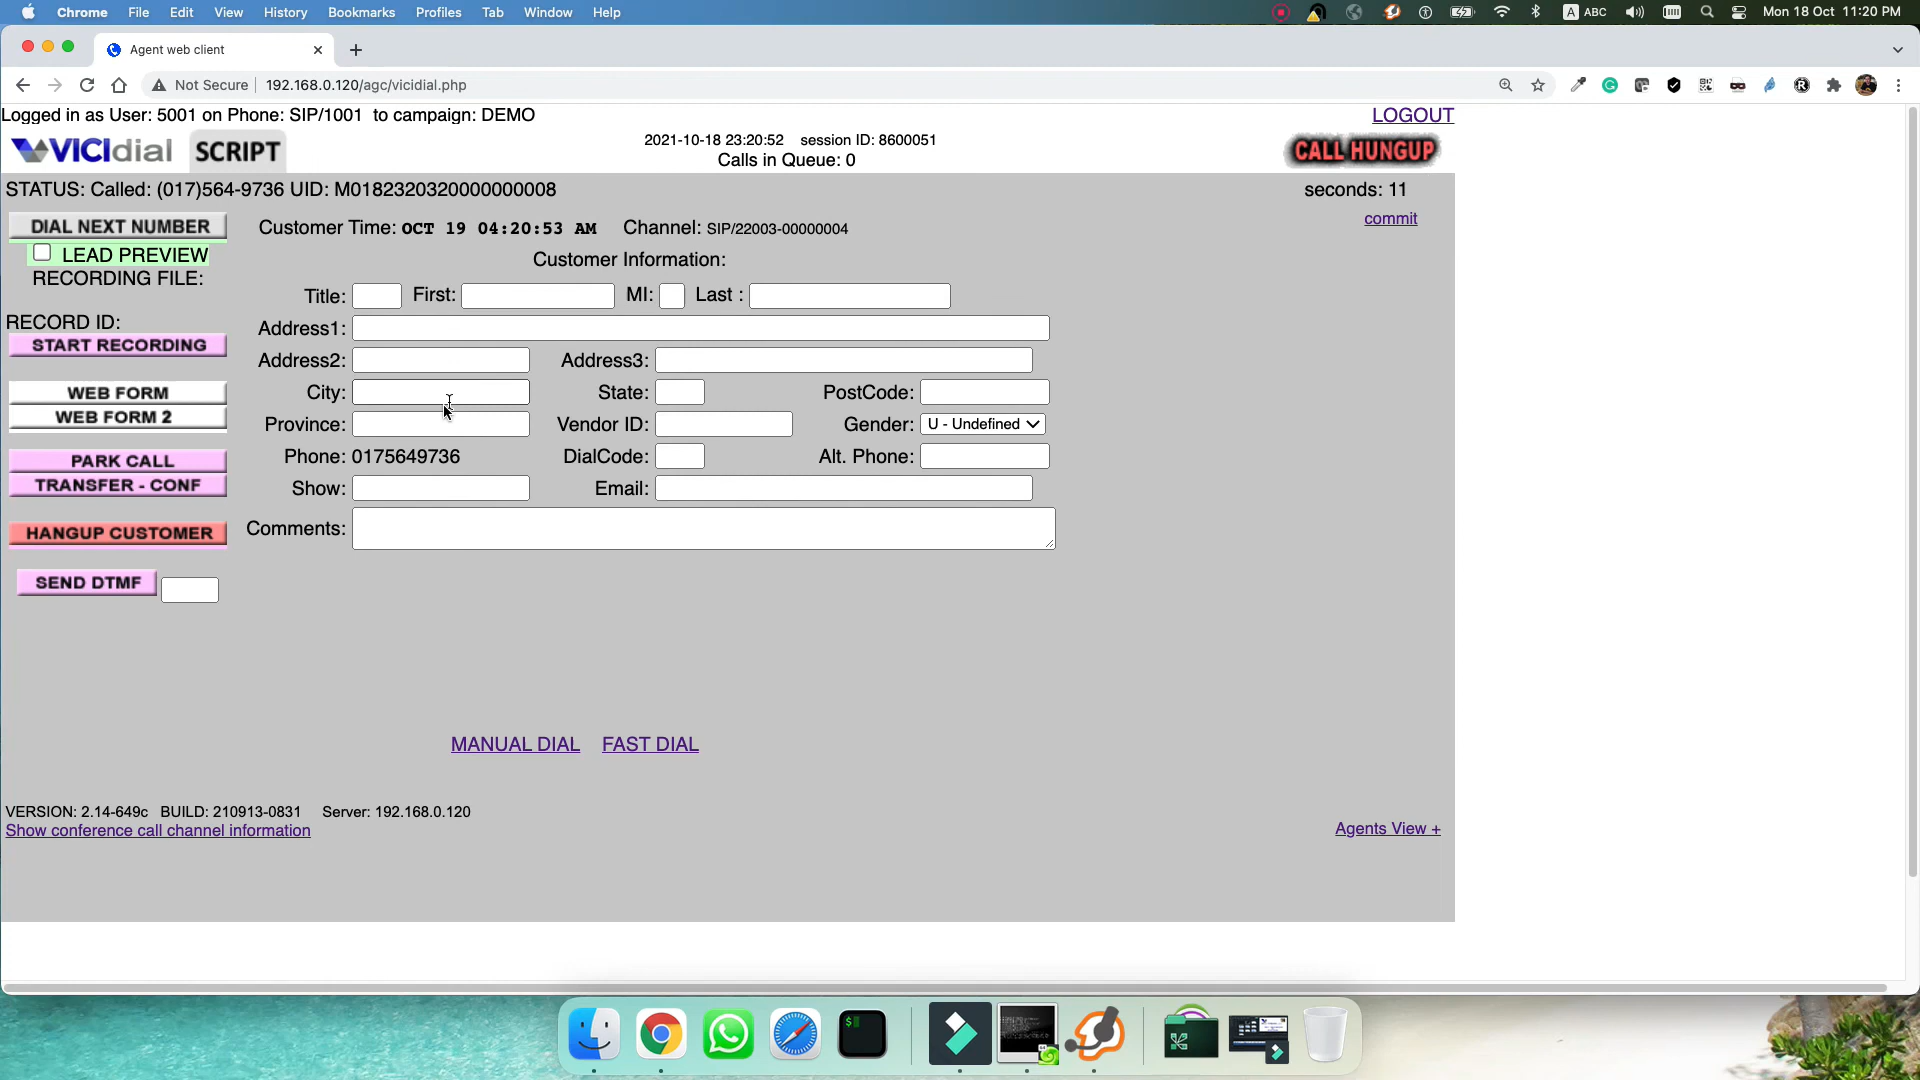 Chrome File Edit View History Bookmarks Profiles Tab Window Help A ABC Mon 18 Oct 11:20 PM
Agent web client
Not Secure 192.168.0.120/agc/vicidial.php
Logged in as User: 5001 on Phone: SIP/1001 to campaign: DEMO LOGOUT
VICIdial SCRIPT 2021-10-18 23:20:52 session ID: 8600051 CALL HUNGUP
Calls in Queue: 0
STATUS: Called: (017)564-9736 UID: M0182320320000000008 seconds: 11
commit
DIAL NEXT NUMBER Customer Time: OCT 19 04:20:53 AM Channel: SIP/22003-00000004
LEAD PREVIEW Customer Information:
RECORDING FILE:
Title: First: MI: Last :
RECORD ID: Address1:
START RECORDING Address2: Address3:
WEB FORM City: State: PostCode:
WEB FORM 2 Province: Vendor ID: Gender: U - Undefined
PARK CALL Phone: 0175649736 DialCode: Alt. Phone:
TRANSFER - CONF Show: Email:
HANGUP CUSTOMER Comments:
SEND DTMF
MANUAL DIAL FAST DIAL
VERSION: 2.14-649c BUILD: 210913-0831 Server: 192.168.0.120
Show conference call channel information Agents View +